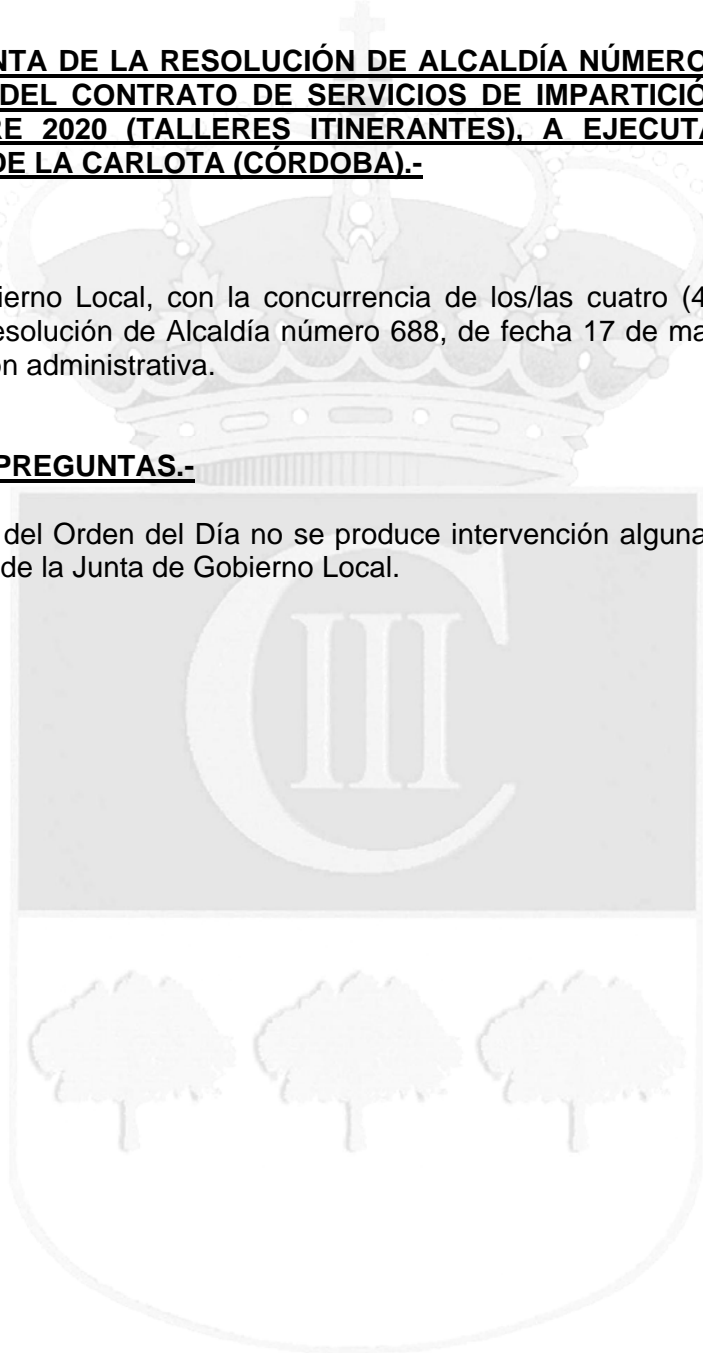 NTA DE LA RESOLUCIÓN DE ALCALDÍA NÚMERO
DEL CONTRATO DE SERVICIOS DE IMPARTICIÓ
RE 2020 (TALLERES ITINERANTES), A EJECUTA
DE LA CARLOTA (CÓRDOBA).-
ierno Local, con la concurrencia de los/las cuatro (4
esolución de Alcaldía número 688, de fecha 17 de ma
ón administrativa.
PREGUNTAS.-
del Orden del Día no se produce intervención alguna
de la Junta de Gobierno Local.
CIII